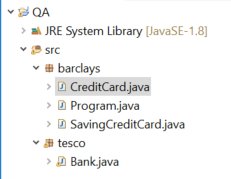 QA
JRE System Library [JavaSE-1.8]
src
barclays
CreditCard.java
Program.java
SavingCreditCard.java
tesco
Bank.java